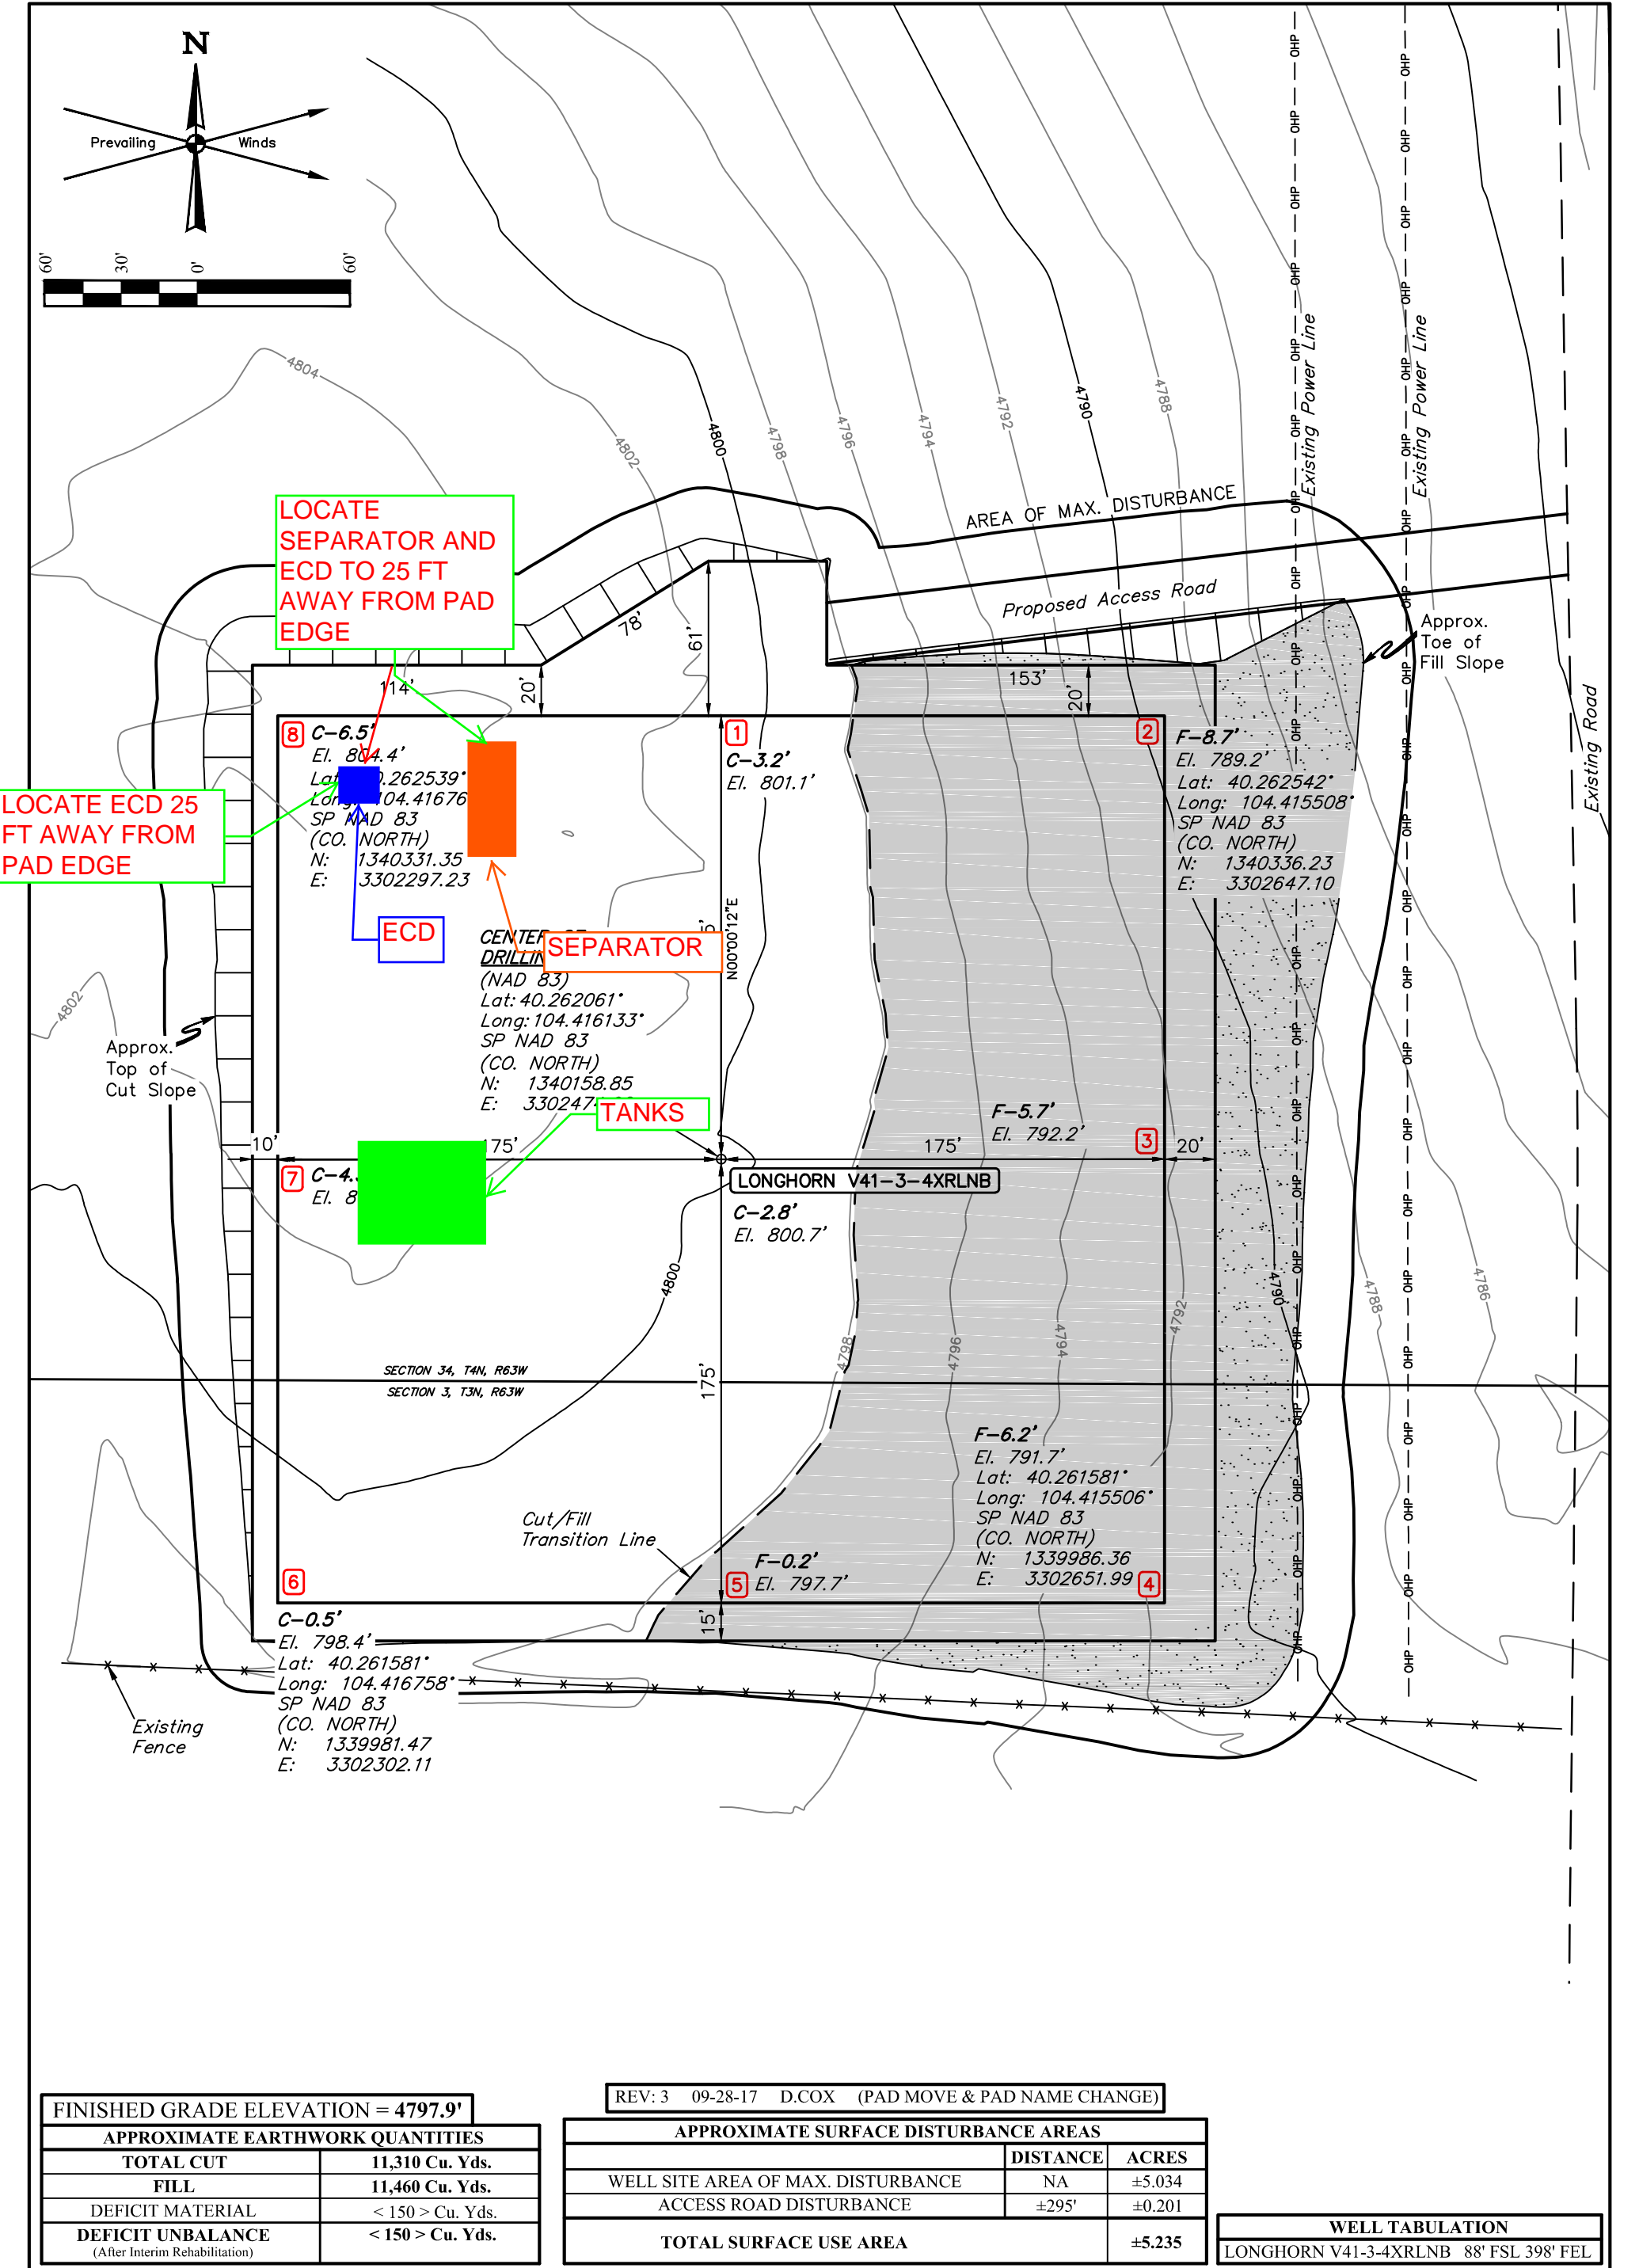 N
Prevailing Winds
60' 30' 0' 60'
4804
4802
4800
4798
4796
4794
4792
4790
4788
OHP
Existing Power Line
Existing Power Line
AREA OF MAX. DISTURBANCE
Proposed Access Road
Approx.
Toe of
Fill Slope
Existing Road
LOCATE
SEPARATOR AND
ECD TO 25 FT
AWAY FROM PAD
EDGE
78'
61'
114'
20'
153'
20'
8 C-6.5'
El. 804.4'
SP NAD 83
(CO. NORTH)
N: 1340331.35
E: 3302297.23
1
C-3.2'
El. 801.1'
2 F-8.7'
El. 789.2'
Lat: 40.262542°
Long: 104.415508°
SP NAD 83
(CO. NORTH)
N: 1340336.23
E: 3302647.10
LOCATE ECD 25
FT AWAY FROM
PAD EDGE
ECD
SEPARATOR
N00°00'12"E
(NAD 83)
Lat: 40.262061°
Long: 104.416133°
SP NAD 83
(CO. NORTH)
N: 1340158.85
E:
TANKS
4802
Approx.
Top of
Cut Slope
10' 175' 175' 20'
F-5.7'
El. 792.2'
3
7
LONGHORN V41-3-4XRLNB
C-2.8'
El. 800.7'
4800
4798
4796
4794
4792
4790
4788
4786
175'
SECTION 34, T4N, R63W
SECTION 3, T3N, R63W
F-6.2'
El. 791.7'
Lat: 40.261581°
Long: 104.415506°
SP NAD 83
(CO. NORTH)
N: 1339986.36
E: 3302651.99
4
Cut/Fill
Transition Line
5 F-0.2'
El. 797.7'
15'
6
C-0.5'
El. 798.4'
Lat: 40.261581°
Long: 104.416758°
SP NAD 83
(CO. NORTH)
N: 1339981.47
E: 3302302.11
Existing
Fence
REV: 3 09-28-17 D.COX (PAD MOVE & PAD NAME CHANGE)
FINISHED GRADE ELEVATION = 4797.9'
APPROXIMATE EARTHWORK QUANTITIES
TOTAL CUT 11,310 Cu. Yds.
FILL 11,460 Cu. Yds.
DEFICIT MATERIAL < 150 > Cu. Yds.
DEFICIT UNBALANCE < 150 > Cu. Yds.
(After Interim Rehabilitation)
APPROXIMATE SURFACE DISTURBANCE AREAS
DISTANCE ACRES
WELL SITE AREA OF MAX. DISTURBANCE NA ±5.034
ACCESS ROAD DISTURBANCE ±295' ±0.201
TOTAL SURFACE USE AREA ±5.235
WELL TABULATION
LONGHORN V41-3-4XRLNB 88' FSL 398' FEL